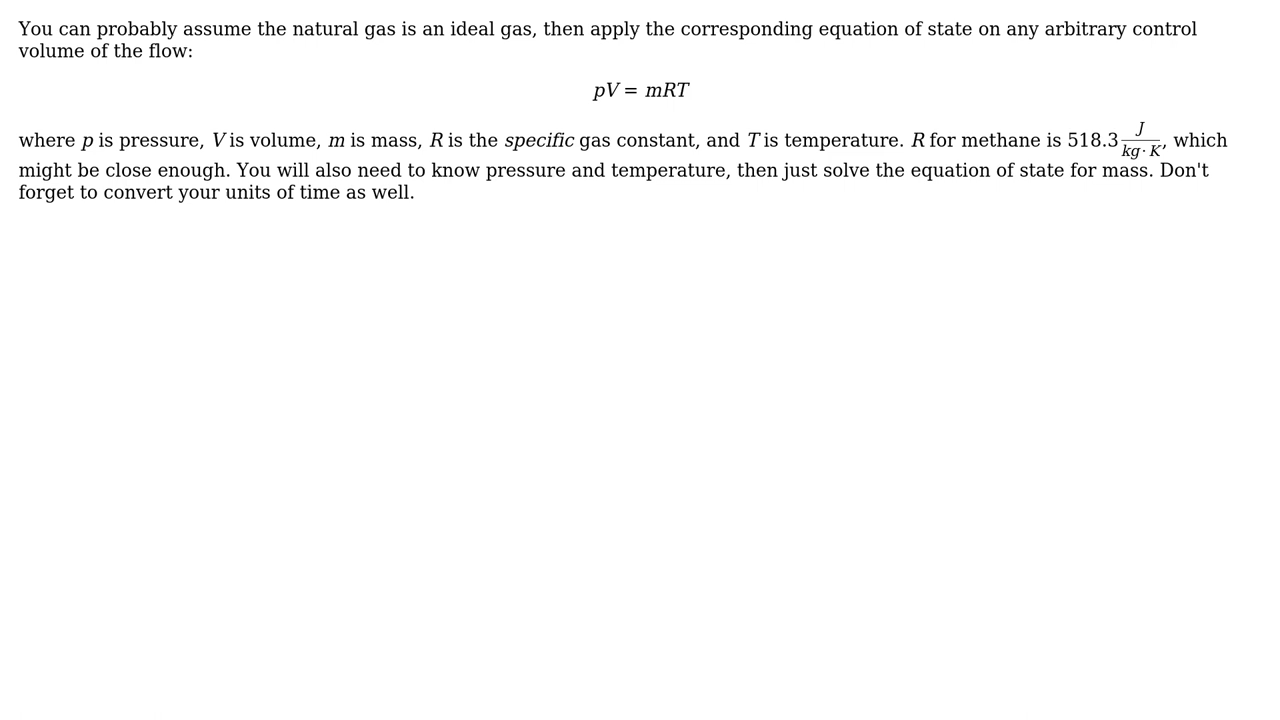 You can probably assume the natural gas is an ideal gas, then apply the corresponding equation of state on any arbitrary control
volume of the flow:
pV = mRT
where p is pressure, V is volume, m is mass, R is the specific gas constant, and T is temperature. R for methane is 518.3 J/(kg·K), which
might be close enough. You will also need to know pressure and temperature, then just solve the equation of state for mass. Don't
forget to convert your units of time as well.